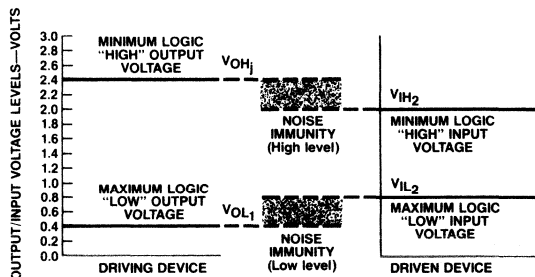 OUTPUT/INPUT VOLTAGE LEVELS—VOLTS
3.0
2.8
2.6
2.4
2.2
2.0
1.8
1.6
1.4
1.2
1.0
0.8
0.6
0.4
0.2
0.0
MINIMUM LOGIC
"HIGH" OUTPUT
VOLTAGE
VOHj
NOISE
IMMUNITY
(High level)
VIH2
MINIMUM LOGIC
"HIGH" INPUT
VOLTAGE
MAXIMUM LOGIC
"LOW" OUTPUT
VOLTAGE
VOL1
NOISE
IMMUNITY
(Low level)
VIL2
MAXIMUM LOGIC
"LOW" INPUT
VOLTAGE
DRIVING DEVICE
DRIVEN DEVICE